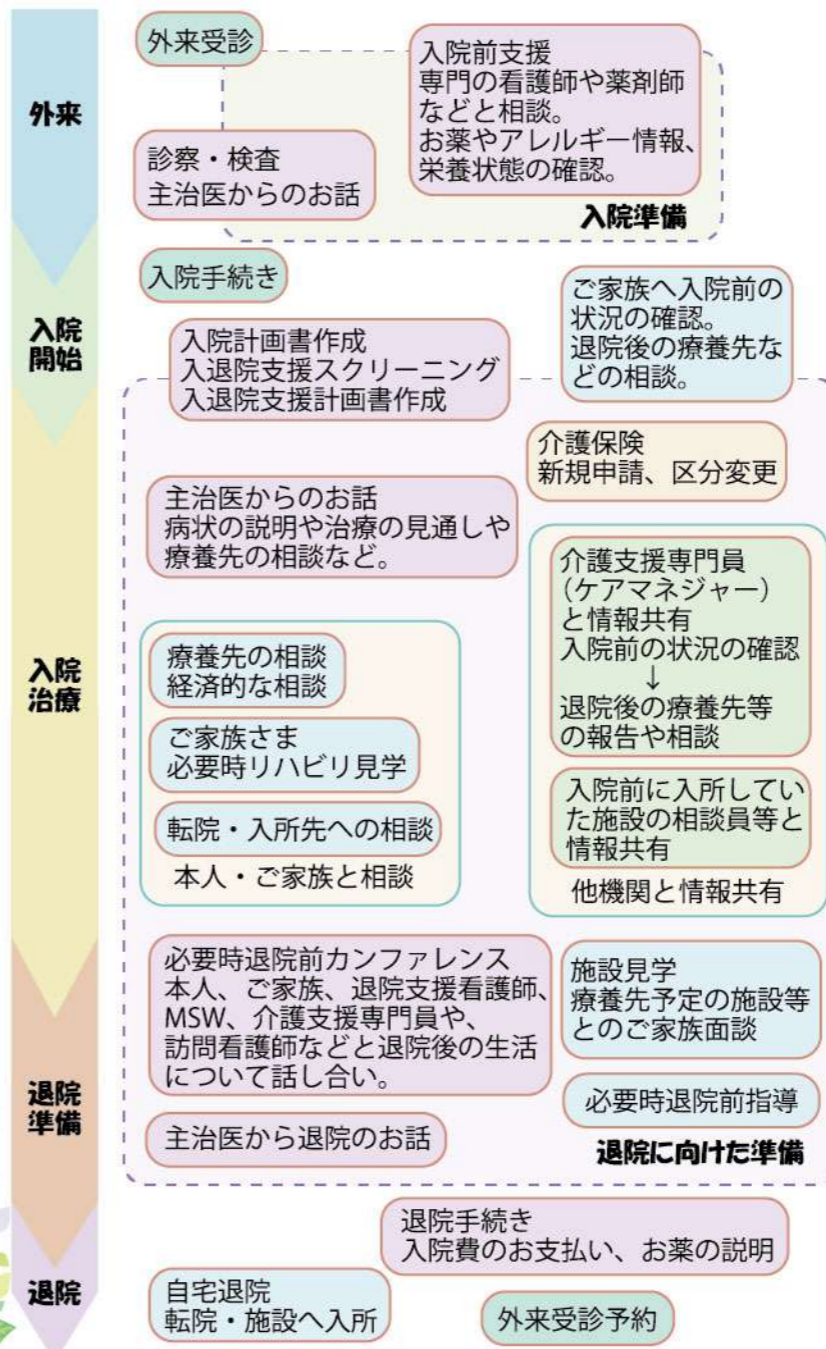 外来
外来受診
入院前支援
専門の看護師や薬剤師
などと相談。
お薬やアレルギー情報、
栄養状態の確認。
診察・検査
主治医からのお話
入院準備
入院
開始
入院手続き
ご家族へ入院前の
状況の確認。
退院後の療養先な
どの相談。
入院計画書作成
入退院支援スクリーニング
入退院支援計画書作成
介護保険
新規申請、区分変更
入院
治療
主治医からのお話
病状の説明や治療の見通しや
療養先の相談など。
介護支援専門員
（ケアマネジャー）
と情報共有
入院前の状況の確認
↓
退院後の療養先等
の報告や相談
入院前に入所してい
た施設の相談員等と
情報共有
他機関と情報共有
療養先の相談
経済的な相談
ご家族さま
必要時リハビリ見学
転院・入所先への相談
本人・ご家族と相談
退院
準備
必要時退院前カンファレンス
本人、ご家族、退院支援看護師、
MSW、介護支援専門員や、
訪問看護師などと退院後の生活
について話し合い。
施設見学
療養先予定の施設等
とのご家族面談
必要時退院前指導
主治医から退院のお話
退院に向けた準備
退院
退院手続き
入院費のお支払い、お薬の説明
自宅退院
転院・施設へ入所
外来受診予約